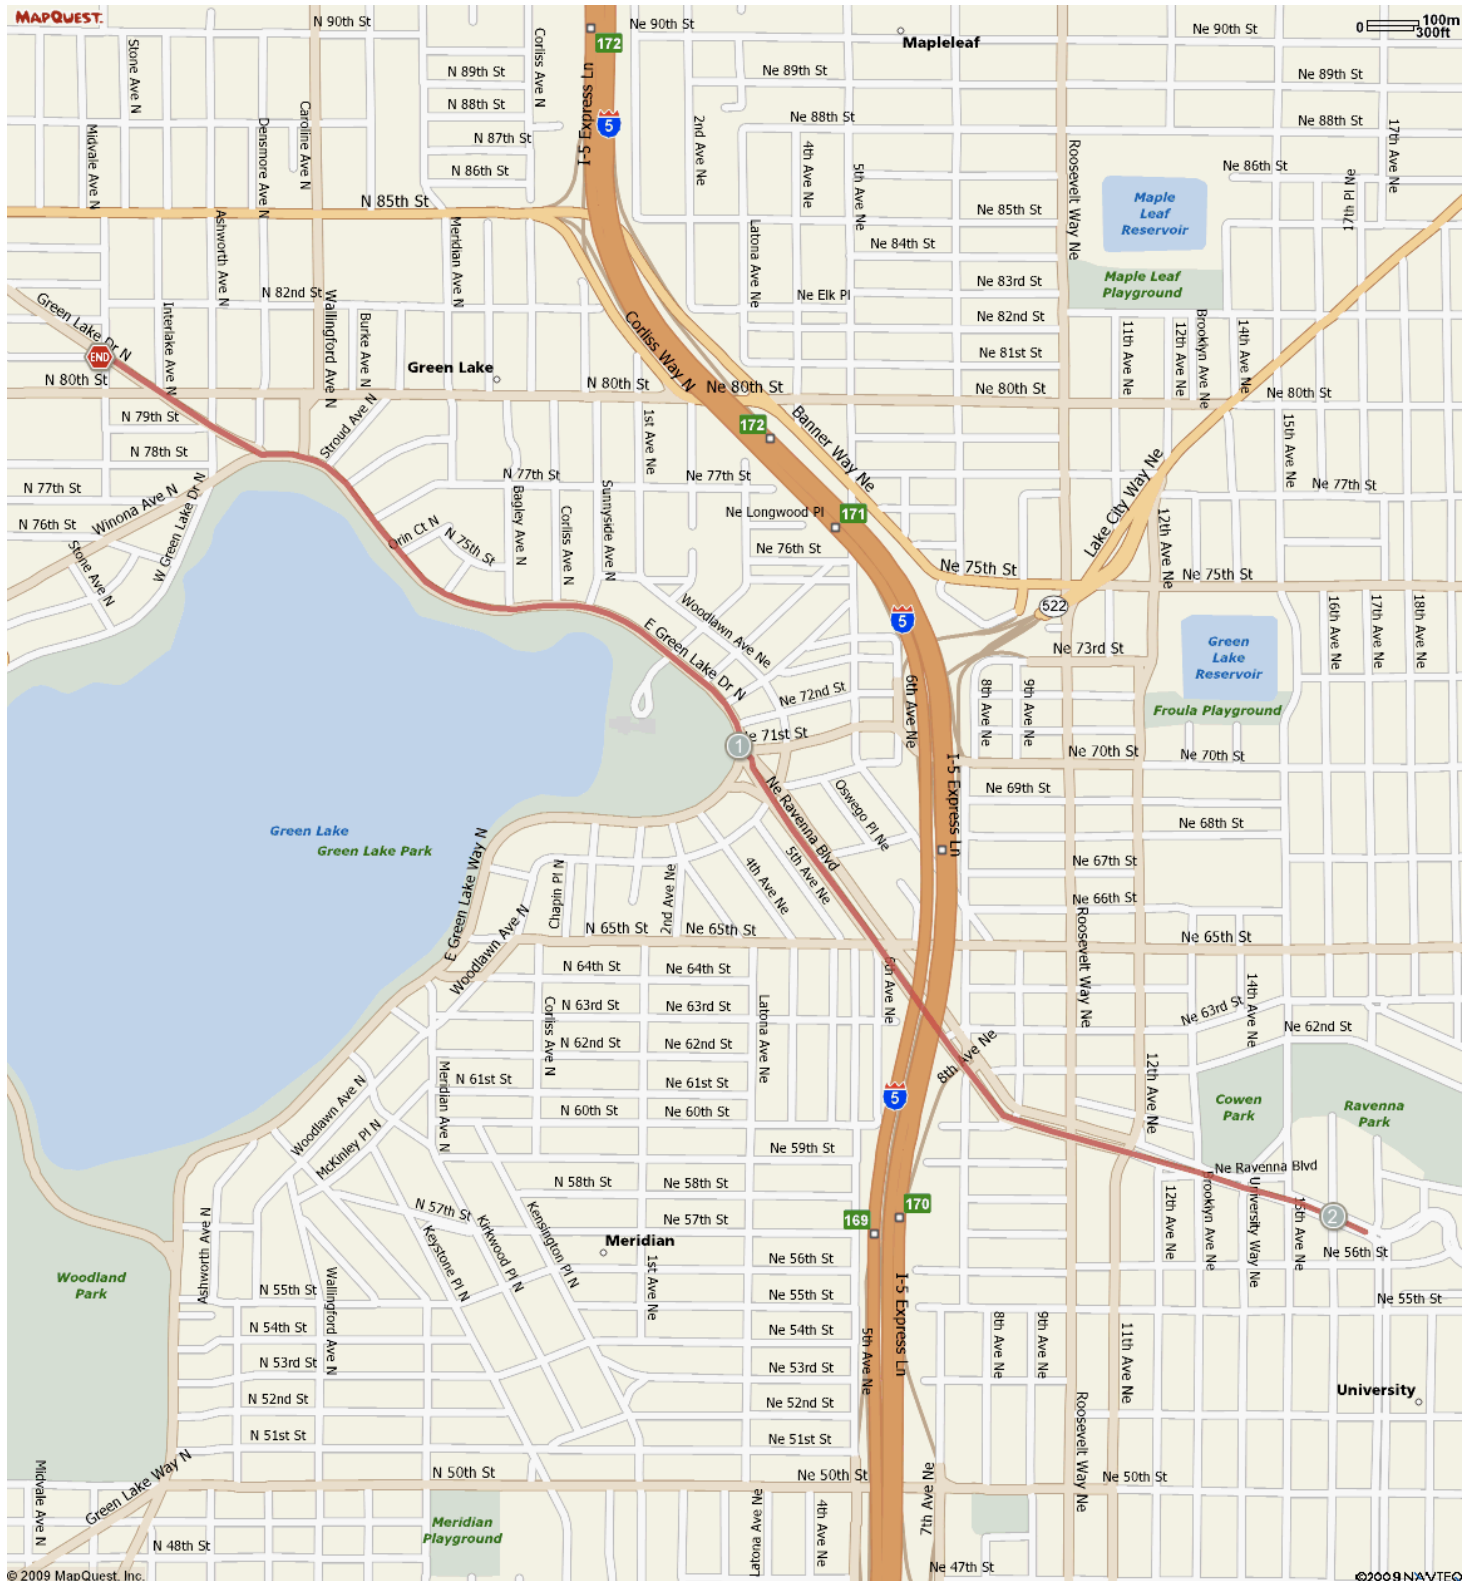 MAPQUEST.
N 90th St
Ne 90th St
Mapleleaf
Ne 90th St
0 100m
300ft
172
Stone Ave N
Corliss Ave N
I-5 Express Ln
N 89th St
Ne 89th St
Ne 89th St
N 88th St
Ne 88th St
Ne 88th St
Midvale Ave N
Densmore Ave N
Caroline Ave N
5
N 87th St
2nd Ave Ne
4th Ave Ne
5th Ave Ne
Roosevelt Way Ne
17th Ave Ne
N 86th St
Ne 86th St
17th Pl Ne
N 85th St
Ne 85th St
Maple
Leaf
Reservoir
Ashworth Ave N
Meridian Ave N
Latona Ave Ne
Ne 84th St
Maple Leaf
Playground
Ne 83rd St
Green Lake Dr N
N 82nd St
Ne Elk Pl
Ne 82nd St
Interlake Ave N
Wallingford Ave N
Burke Ave N
Corliss Way N
11th Ave Ne
12th Ave Ne
Brooklyn Ave Ne
14th Ave Ne
END
Ne 81st St
Green Lake
N 80th St
N 80th St
Ne 80th St
Ne 80th St
Ne 80th St
N 79th St
Stroud Ave N
1st Ave Ne
172
Banner Way Ne
15th Ave Ne
N 78th St
N 77th St
N 77th St
Ne 77th St
Ne 77th St
Lake City Way Ne
Winona Ave N
W Green Lake Dr N
Bagley Ave N
Corliss Ave N
Sunnyside Ave N
Ne Longwood Pl
171
12th Ave Ne
N 76th St
Orin Ct N
N 75th St
Ne 76th St
Stone Ave N
Ne 75th St
Ne 75th St
522
5
Woodlawn Ave Ne
E Green Lake Dr N
16th Ave Ne
17th Ave Ne
18th Ave Ne
Green
Lake
Reservoir
Ne 73rd St
Ne 72nd St
6th Ave Ne
8th Ave Ne
9th Ave Ne
Froula Playground
1
Ne 71st St
Ne 70th St
Ne 70th St
I-5 Express Ln
Ne Ravenna Blvd
Oswego Pl Ne
Ne 69th St
Ne 68th St
Green Lake
Green Lake Park
E Green Lake Way N
Chapin Pl N
2nd Ave Ne
4th Ave Ne
5th Ave Ne
Ne 67th St
Ne 66th St
Woodlawn Ave N
N 65th St
Ne 65th St
Roosevelt Way Ne
Ne 65th St
N 64th St
Ne 64th St
6th Ave Ne
14th Ave Ne
Corliss Ave N
N 63rd St
Ne 63rd St
Latona Ave Ne
Ne 63rd St
Ne 62nd St
N 62nd St
Ne 62nd St
8th Ave Ne
12th Ave Ne
Meridian Ave N
N 61st St
Ne 61st St
5
Woodlawn Ave N
McKinley Pl N
N 60th St
Ne 60th St
Cowen
Park
Ravenna
Park
Ne 59th St
Ne Ravenna Blvd
N 58th St
Ne 58th St
Ashworth Ave N
N 57th St
Ne 57th St
169
170
12th Ave Ne
Brooklyn Ave Ne
University Way Ne
15th Ave Ne
2
Keystone Pl N
Kirkwood Pl N
Kensington Pl N
Meridian
Ne 56th St
Ne 56th St
Woodland
Park
N 55th St
Wallingford Ave N
1st Ave Ne
Ne 55th St
I-5 Express Ln
Ne 55th St
N 54th St
Ne 54th St
5th Ave Ne
8th Ave Ne
9th Ave Ne
11th Ave Ne
N 53rd St
Ne 53rd St
N 52nd St
Ne 52nd St
Roosevelt Way Ne
University
N 51st St
Ne 51st St
Green Lake Way N
N 50th St
Ne 50th St
Ne 50th St
Midvale Ave N
Meridian
Playground
Latona Ave Ne
4th Ave Ne
7th Ave Ne
N 48th St
Ne 47th St
© 2009 MapQuest, Inc.
©2009 NAVTEQ